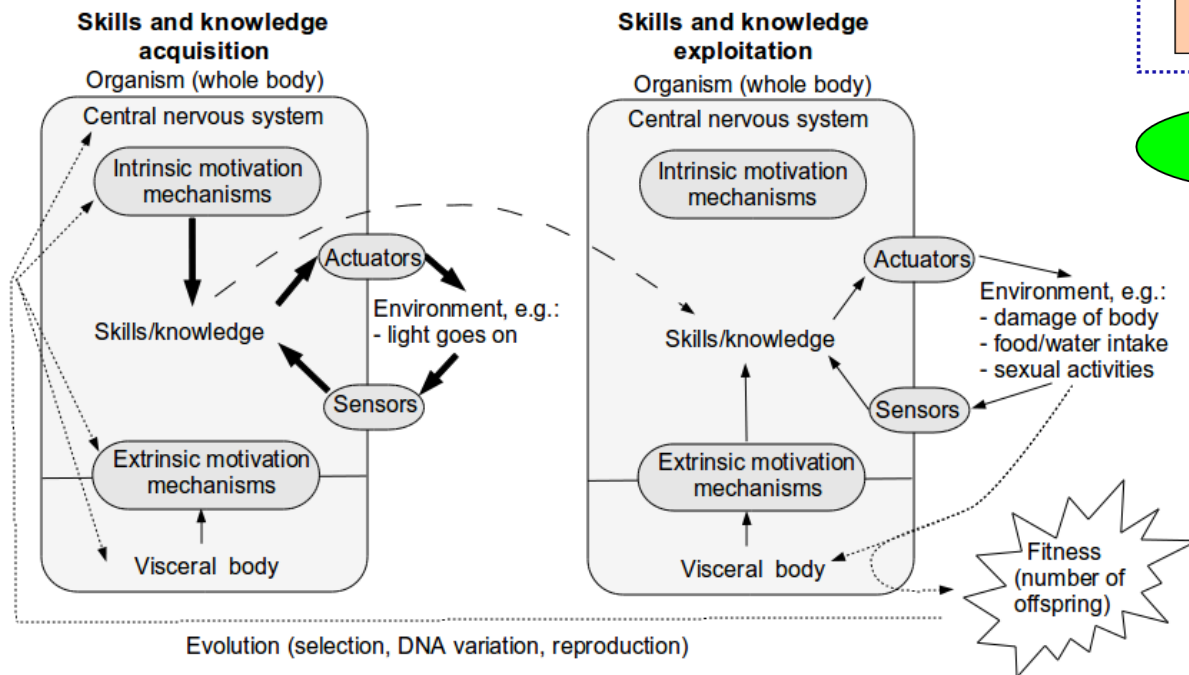 Skills and knowledge
acquisition
Organism (whole body)
Central nervous system
Intrinsic motivation
mechanisms
Actuators
Environment, e.g.:
- light goes on
Skills/knowledge
Sensors
Extrinsic motivation
mechanisms
Visceral body
Skills and knowledge
exploitation
Organism (whole body)
Central nervous system
Intrinsic motivation
mechanisms
Actuators
Environment, e.g.:
- damage of body
- food/water intake
- sexual activities
Skills/knowledge
Sensors
Extrinsic motivation
mechanisms
Visceral body
Fitness
(number of
offspring)
Evolution (selection, DNA variation, reproduction)